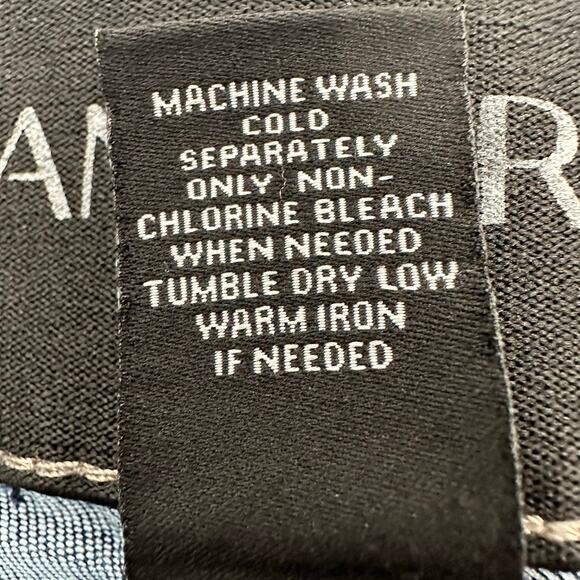 MACHINE WASH
COLD
SEPARATELY
ONLY NON-
CHLORINE BLEACH
WHEN NEEDED
TUMBLE DRY LOW
WARM IRON
IF NEEDED